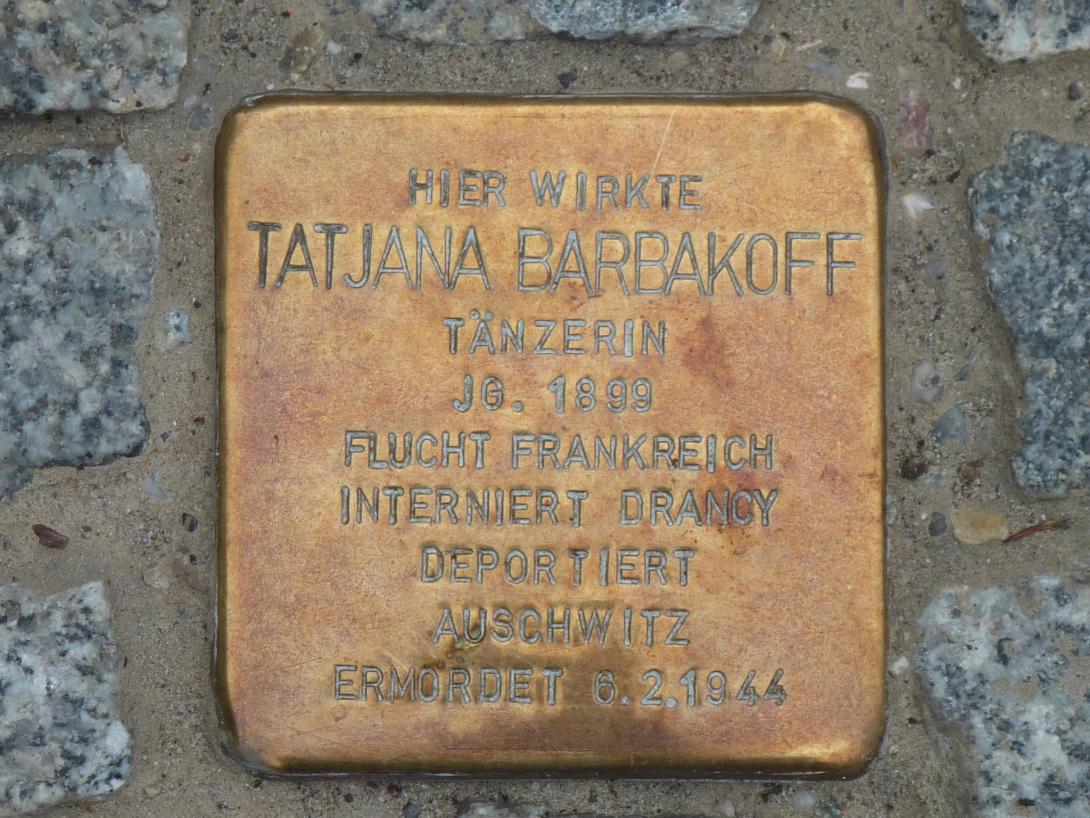 HIER WIRKTE
TATJANA BARBAKOFF
TÄNZERIN
JG. 1899
FLUCHT FRANKREICH
INTERNIERT DRANCY
DEPORTIERT
AUSCHWITZ
ERMORDET 6.2.1944